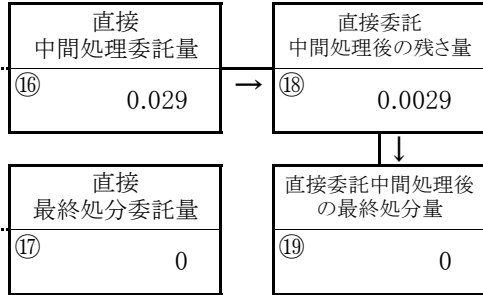 直接
中間処理委託量
⑯
0.029
→
直接委託
中間処理後の残さ量
⑱
0.0029
↓
直接
最終処分委託量
⑰
0
直接委託中間処理後
の最終処分量
⑲
0